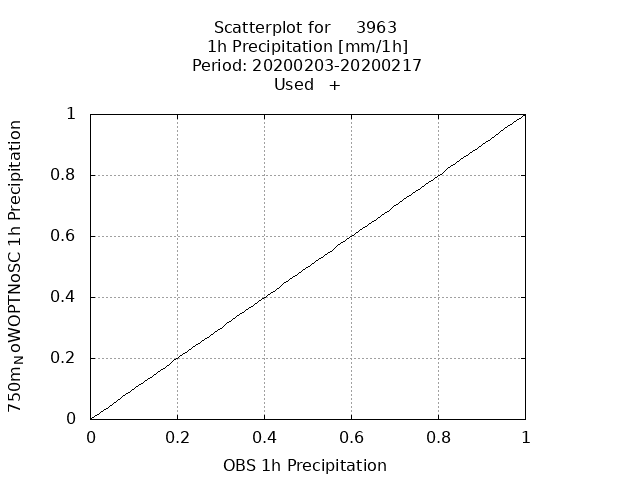 Scatterplot for 3963
1h Precipitation [mm/1h]
Period: 20200203-20200217
Used +
1
0.8
0.6
0.4
0.2
0
0 0.2 0.4 0.6 0.8 1
OBS 1h Precipitation
750mNoWOPTNoSC 1h Precipitation